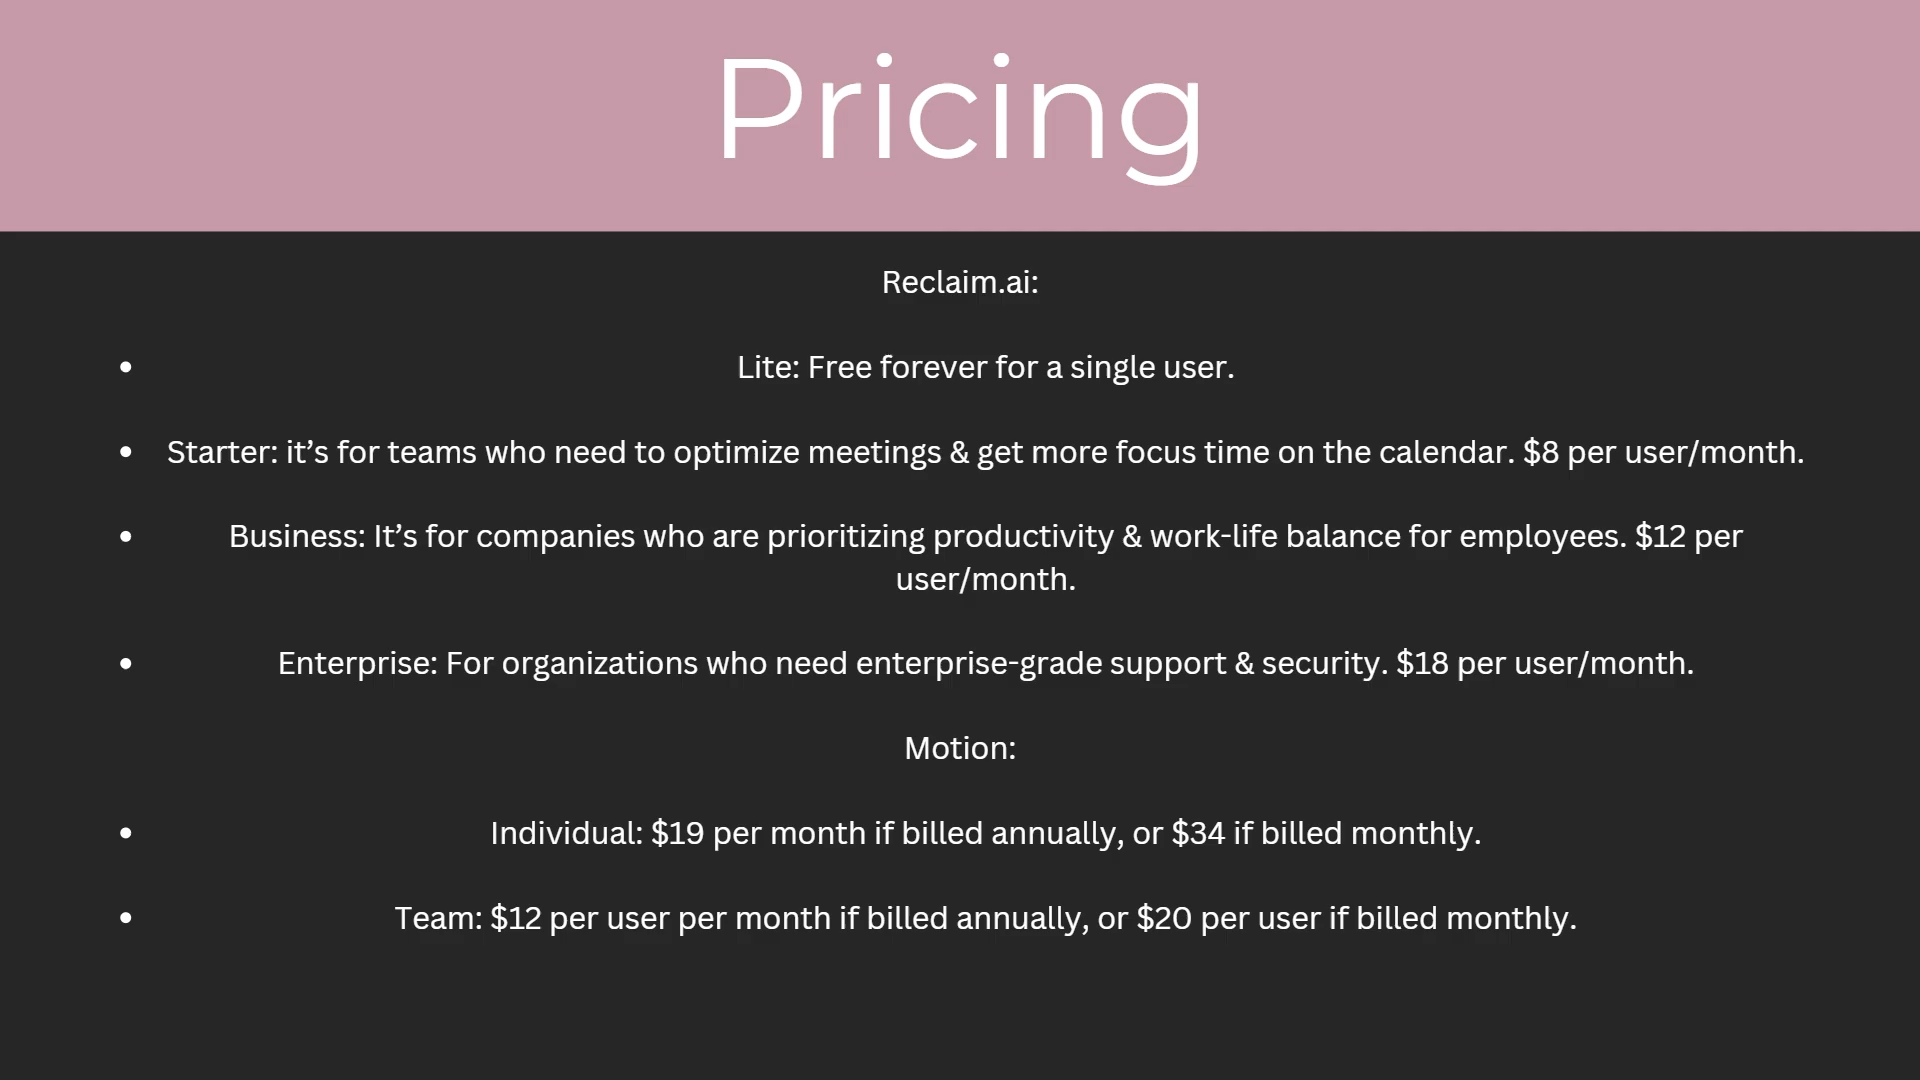 Pricing
Reclaim.ai:
• Lite: Free forever for a single user.
• Starter: it’s for teams who need to optimize meetings & get more focus time on the calendar. $8 per user/month.
• Business: It’s for companies who are prioritizing productivity & work-life balance for employees. $12 per
user/month.
• Enterprise: For organizations who need enterprise-grade support & security. $18 per user/month.
Motion:
• Individual: $19 per month if billed annually, or $34 if billed monthly.
• Team: $12 per user per month if billed annually, or $20 per user if billed monthly.